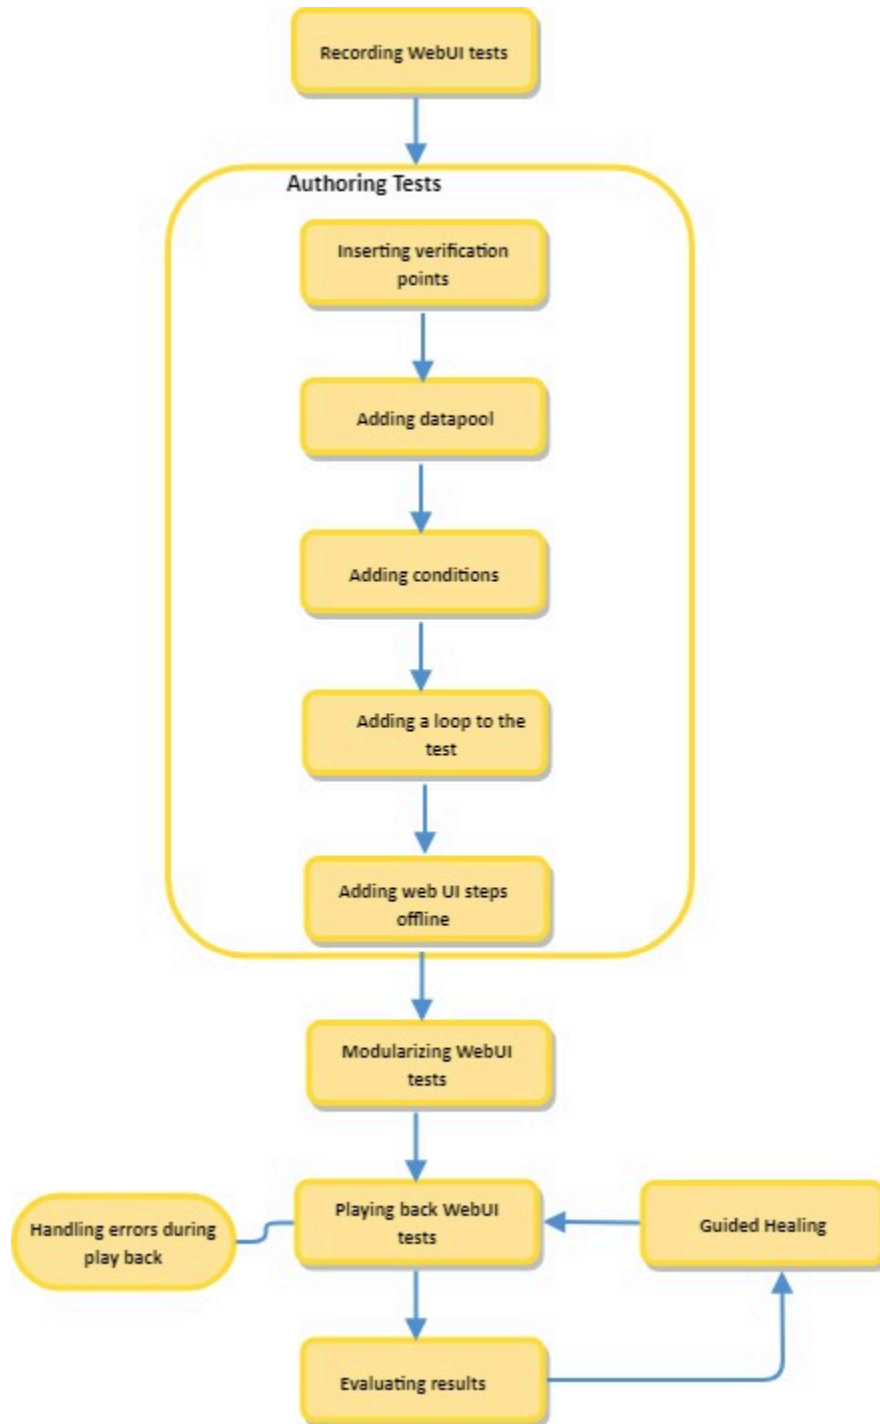 Recording WebUI tests
Authoring Tests
Inserting verification
points
Adding datapool
Adding conditions
Adding a loop to the
test
Adding web UI steps
offline
Modularizing WebUI
tests
Playing back WebUI
tests
Handling errors during
play back
Guided Healing
Evaluating results